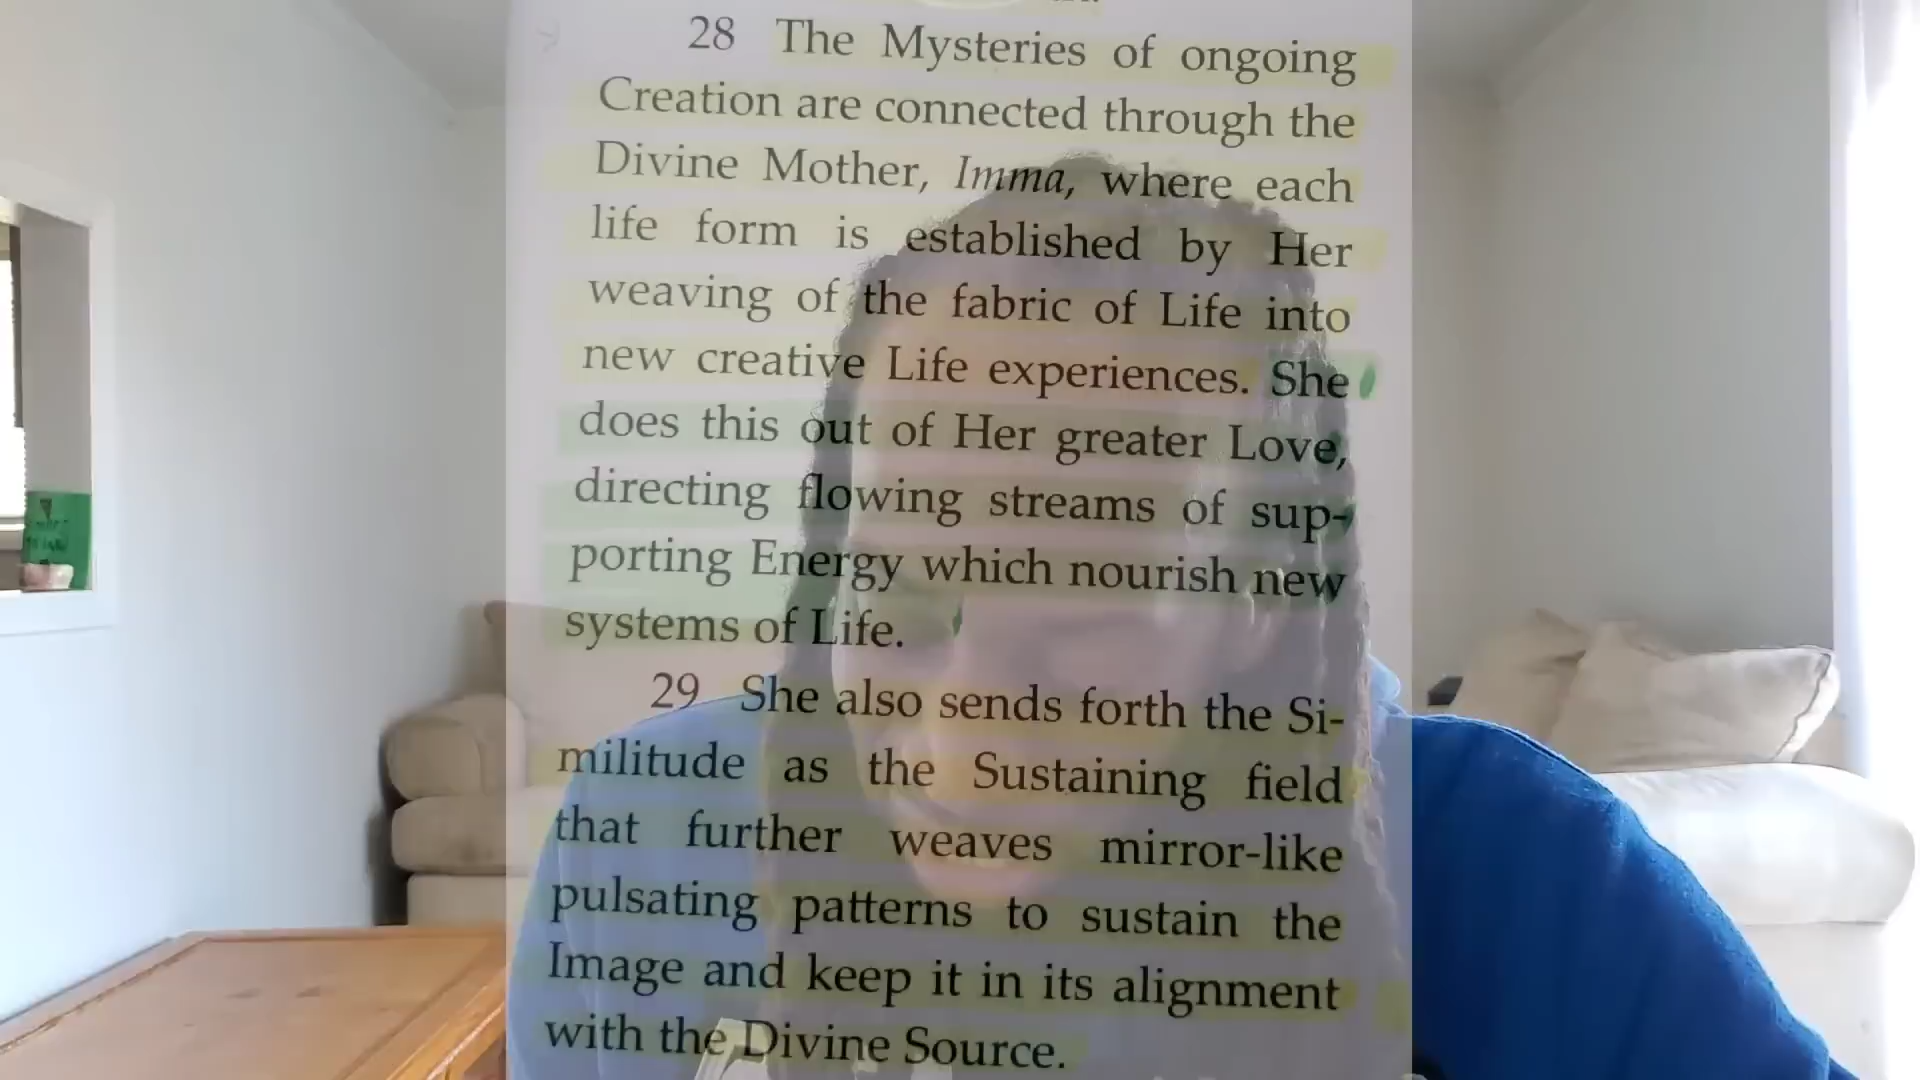 28 The Mysteries of ongoing
Creation are connected through the
Divine Mother, Imma, where each
life form is established by Her
weaving of the fabric of Life into
new creative Life experiences. She
does this out of Her greater Love,
directing flowing streams of sup-
porting Energy which nourish new
systems of Life.
29 She also sends forth the Si-
militude as the Sustaining field
that further weaves mirror-like
pulsating patterns to sustain the
Image and keep it in its alignment
with the Divine Source.